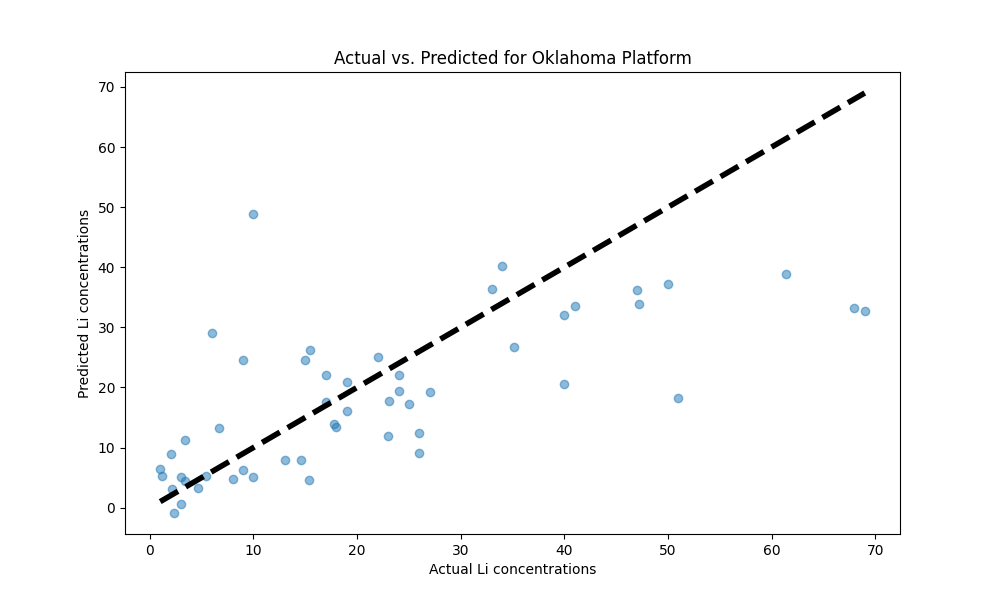 Actual vs. Predicted for Oklahoma Platform
70
60
50
40
30
20
10
0
Predicted Li concentrations
0 10 20 30 40 50 60 70
Actual Li concentrations